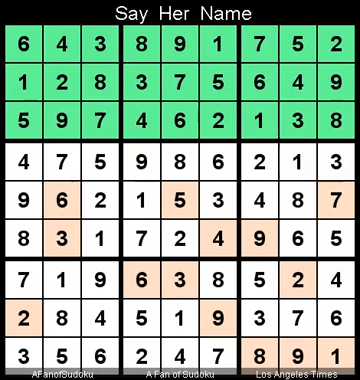 Say Her Name
6 4 3 8 9 1 7 5 2
1 2 8 3 7 5 6 4 9
5 9 7 4 6 2 1 3 8
4 7 5 9 8 6 2 1 3
9 6 2 1 5 3 4 8 7
8 3 1 7 2 4 9 6 5
7 1 9 6 3 8 5 2 4
2 8 4 5 1 9 3 7 6
3 5 6 2 4 7 8 9 1
AFanofSudoku A Fan of Sudoku Los Angeles Times